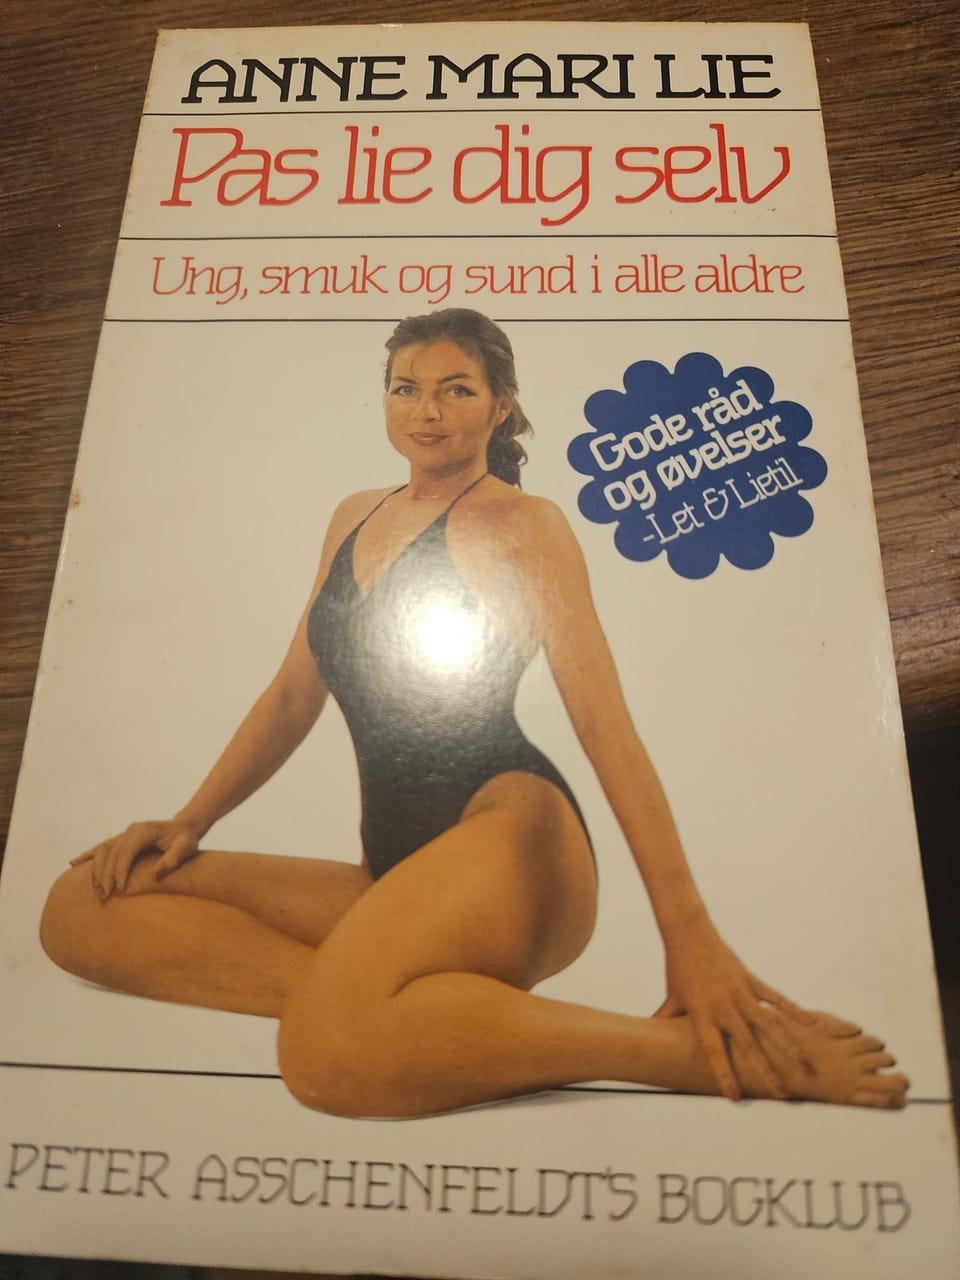 ANNE MARI LIE
Pas lie dig selv
Ung, smuk og sund i alle aldre
Gode råd
og øvelser
-Let & Lietil
PETER ASSCHENFELDT'S BOGKLUB